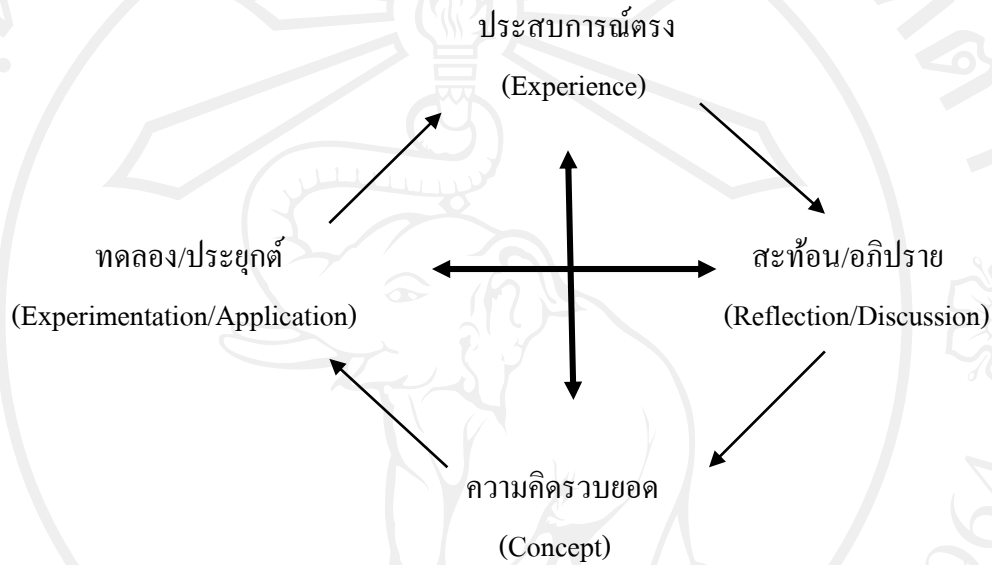 ประสบการณ์ตรง
(Experience)
ทดลอง/ประยุกต์
(Experimentation/Application)
สะท้อน/อภิปราย
(Reflection/Discussion)
ความคิดรวบยอด
(Concept)